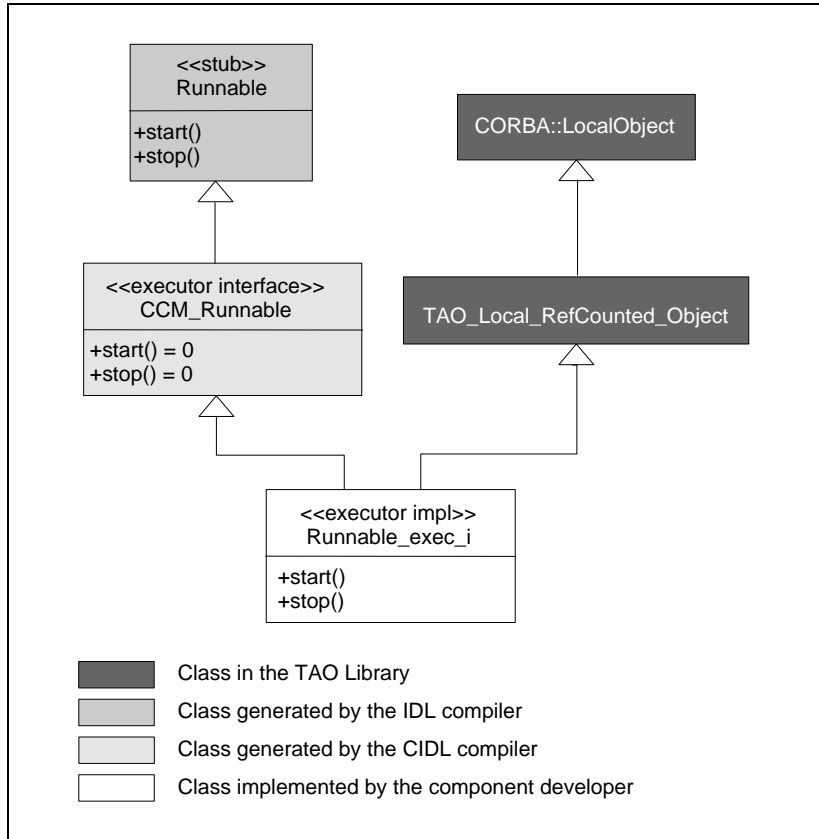 <<stub>>
Runnable
+start()
+stop()
CORBA::LocalObject
<<executor interface>>
CCM_Runnable
+start() = 0
+stop() = 0
TAO_Local_RefCounted_Object
<<executor impl>>
Runnable_exec_i
+start()
+stop()
Class in the TAO Library
Class generated by the IDL compiler
Class generated by the CIDL compiler
Class implemented by the component developer